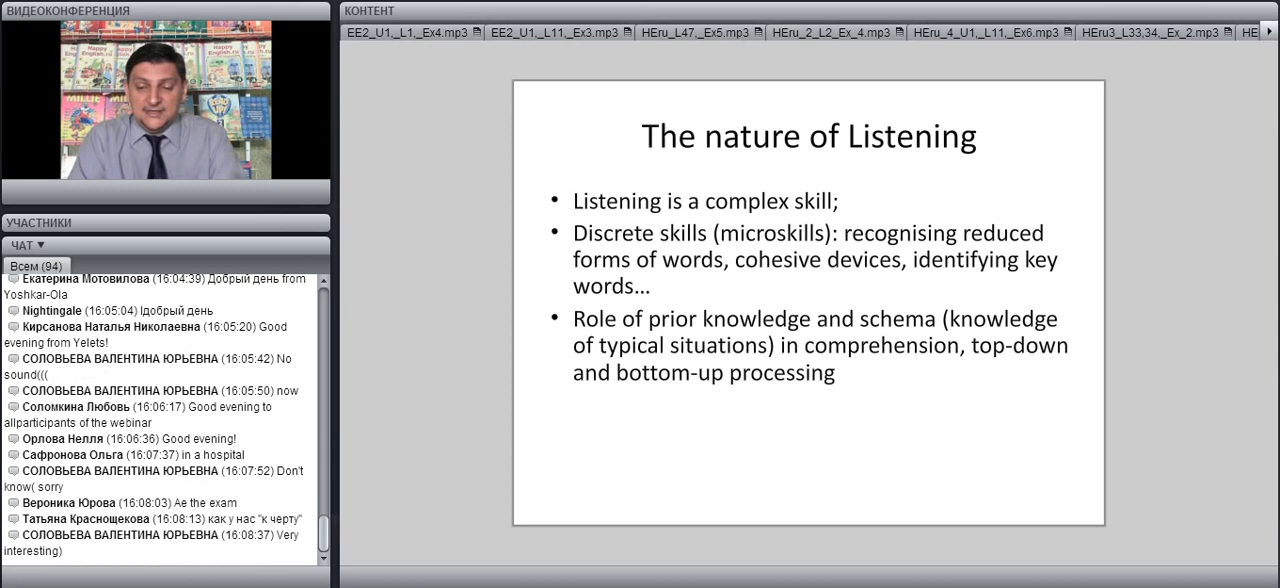 ВИДЕОКОНФЕРЕНЦИЯ
Happy English.ru
MILLIE
READ UP!
УЧАСТНИКИ
ЧАТ ▼
Всем (94)
Екатерина Мотовилова (16:04:39) Добрый день from
Yoshkar-Ola
Nightingale (16:05:04) !добрый день
Кирсанова Наталья Николаевна (16:05:20) Good
evening from Yelets!
СОЛОВЬЕВА ВАЛЕНТИНА ЮРЬЕВНА (16:05:42) No
sound(((
СОЛОВЬЕВА ВАЛЕНТИНА ЮРЬЕВНА (16:05:50) now
Соломкина Любовь (16:06:17) Good evening to
allparticipants of the webinar
Орлова Нелля (16:06:36) Good evening!
Сафронова Ольга (16:07:37) in a hospital
СОЛОВЬЕВА ВАЛЕНТИНА ЮРЬЕВНА (16:07:52) Don't
know( sorry
Вероника Юрова (16:08:03) Ae the exam
Татьяна Краснощекова (16:08:13) как у нас "к черту"
СОЛОВЬЕВА ВАЛЕНТИНА ЮРЬЕВНА (16:08:37) Very
interesting)
КОНТЕНТ
EE2_U1,_L1,_Ex4.mp3 EE2_U1,_L11,_Ex3.mp3 HEru_L47,_Ex5.mp3 HEru_2_L2_Ex_4.mp3 HEru_4_U1,_L11,_Ex6.mp3 HEru3_L33,34,_Ex_2.mp3 HE
The nature of Listening
• Listening is a complex skill;
• Discrete skills (microskills): recognising reduced
forms of words, cohesive devices, identifying key
words…
• Role of prior knowledge and schema (knowledge
of typical situations) in comprehension, top-down
and bottom-up processing